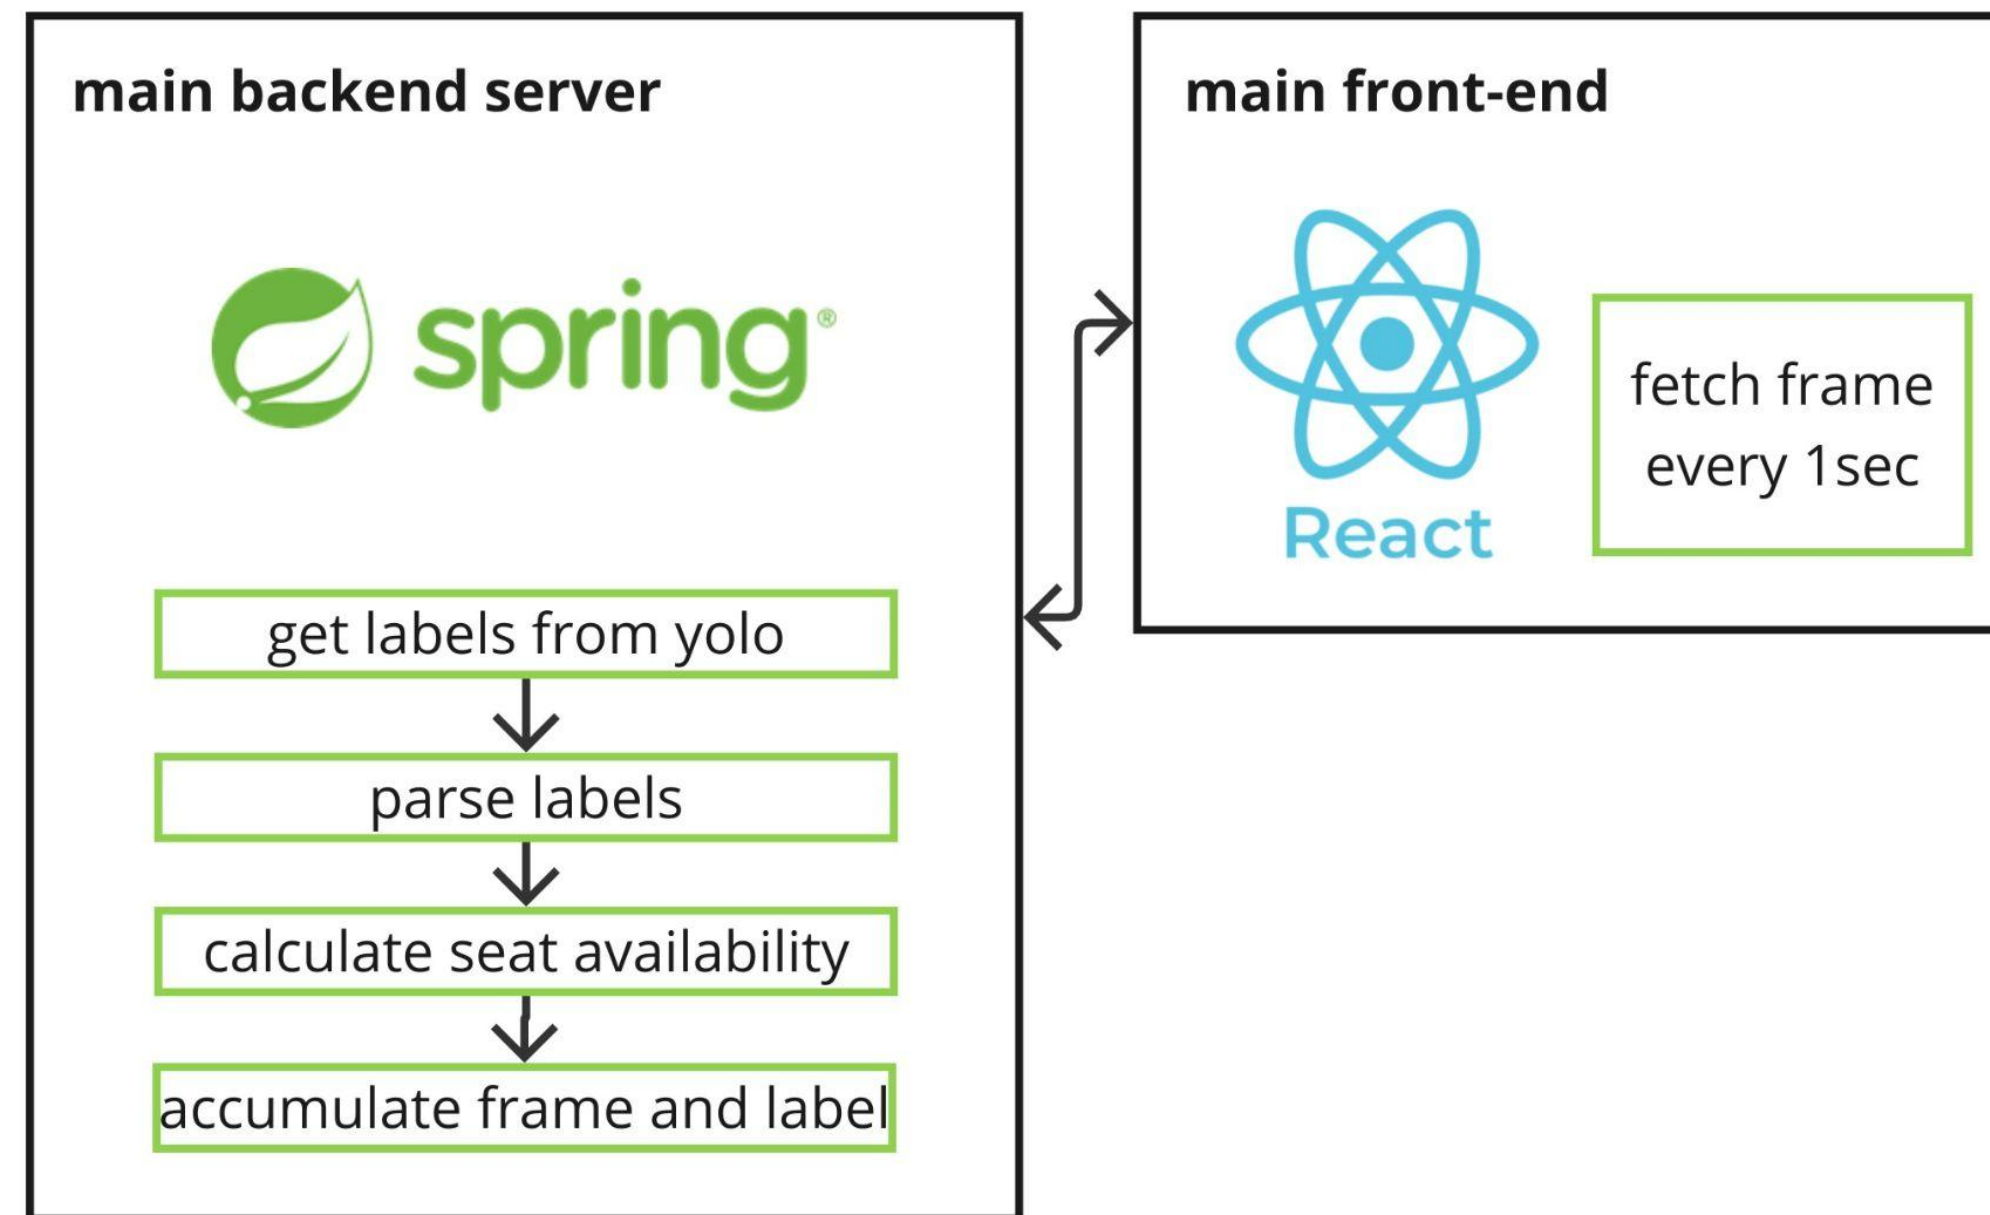 main backend server
spring®
get labels from yolo
parse labels
calculate seat availability
accumulate frame and label
main front-end
React
fetch frame
every 1sec